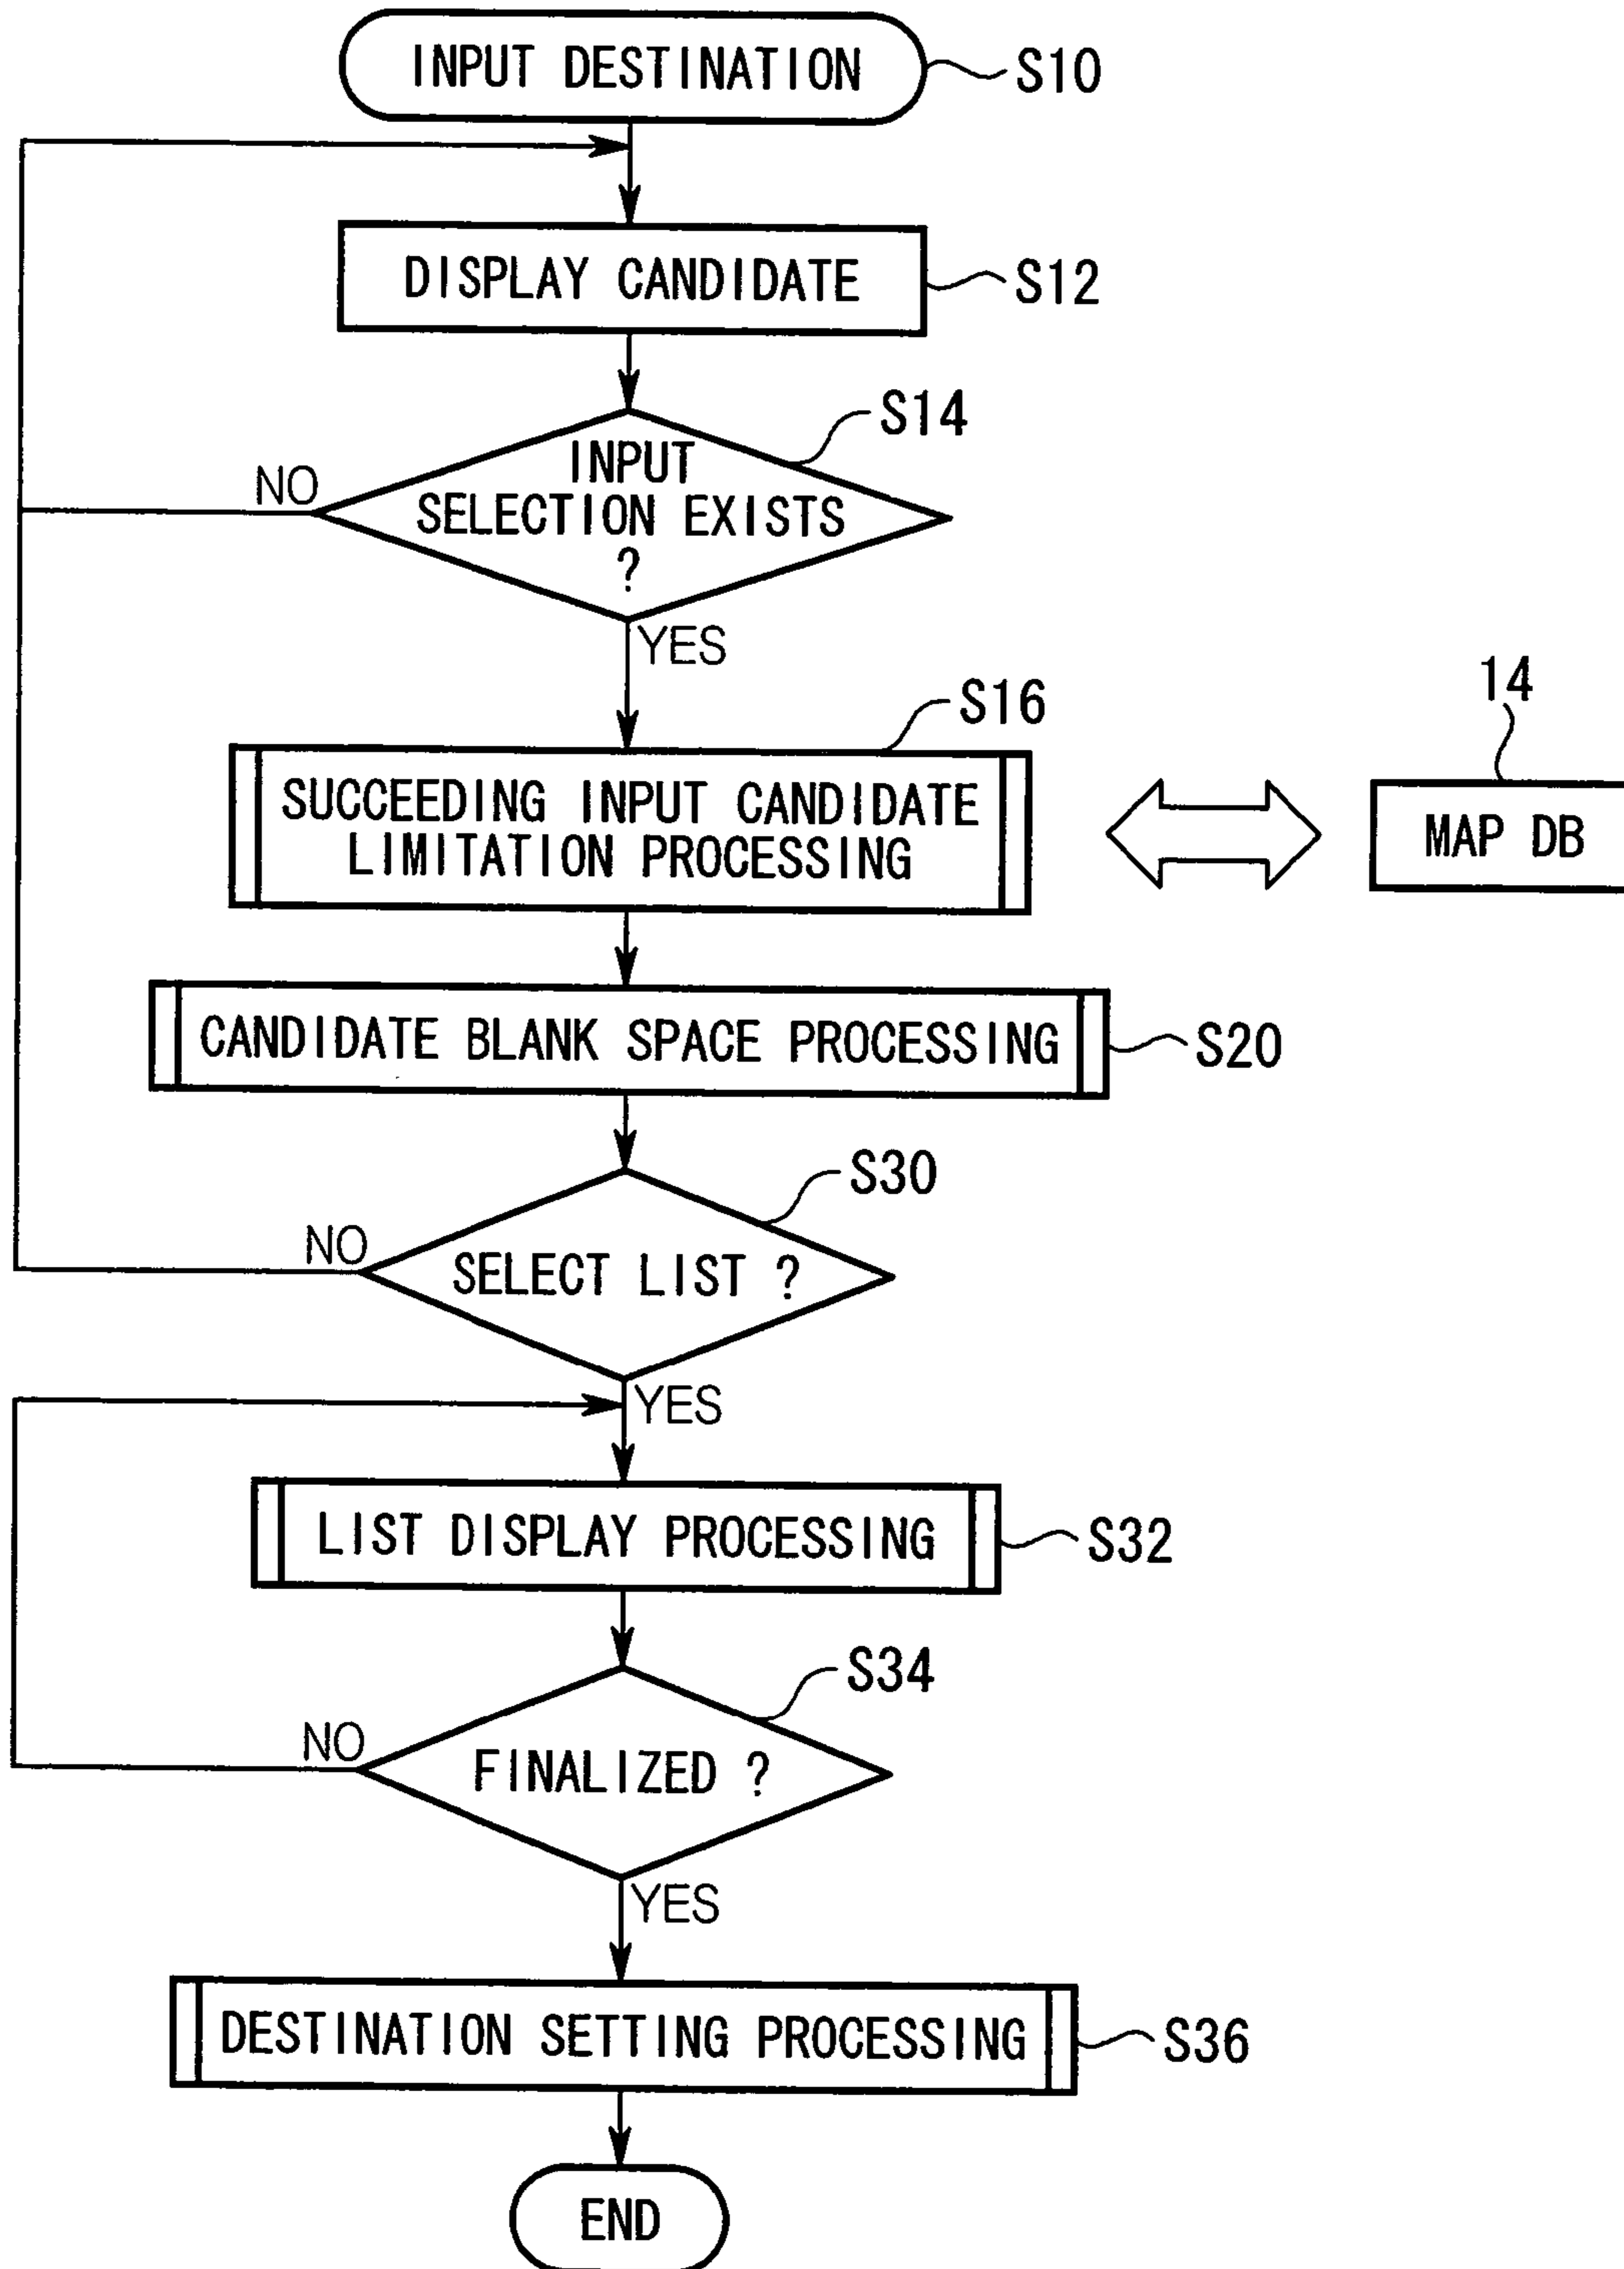 INPUT DESTINATION
S10
DISPLAY CANDIDATE
S12
S14
INPUT
SELECTION EXISTS
?
NO
YES
S16
14
SUCCEEDING INPUT CANDIDATE
LIMITATION PROCESSING
MAP DB
CANDIDATE BLANK SPACE PROCESSING
S20
S30
NO
SELECT LIST ?
YES
LIST DISPLAY PROCESSING
S32
S34
NO
FINALIZED ?
YES
DESTINATION SETTING PROCESSING
S36
END